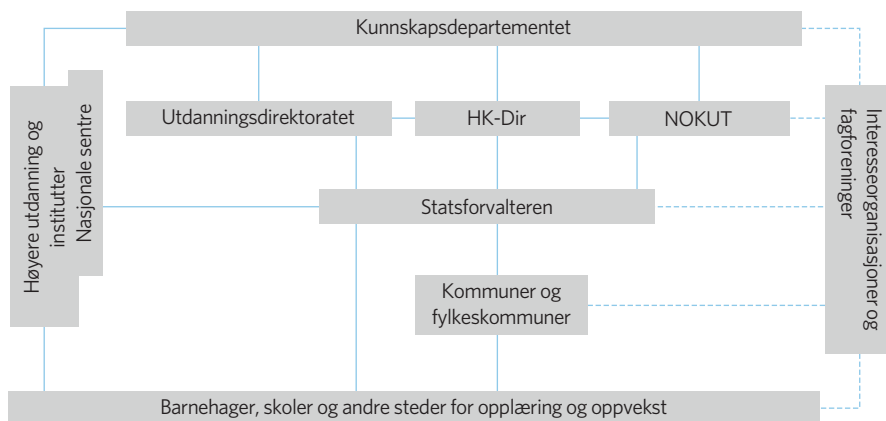 Kunnskapsdepartementet
Utdanningsdirektoratet
HK-Dir
NOKUT
Høyere utdanning og
institutter
Nasjonale sentre
Interesseorganisasjoner og
fagforeninger
Statsforvalteren
Kommuner og
fylkeskommuner
Barnehager, skoler og andre steder for opplæring og oppvekst